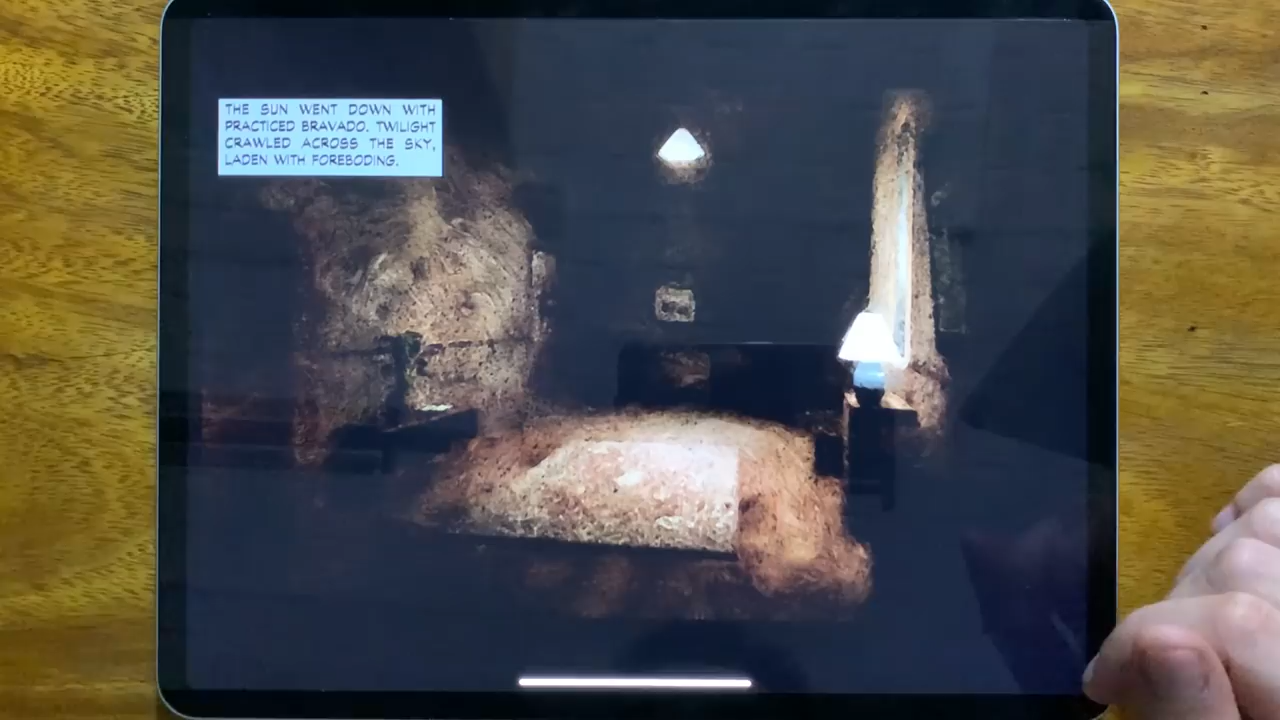 THE SUN WENT DOWN WITH
PRACTICED BRAVADO. TWILIGHT
CRAWLED ACROSS THE SKY,
LADEN WITH FOREBODING.